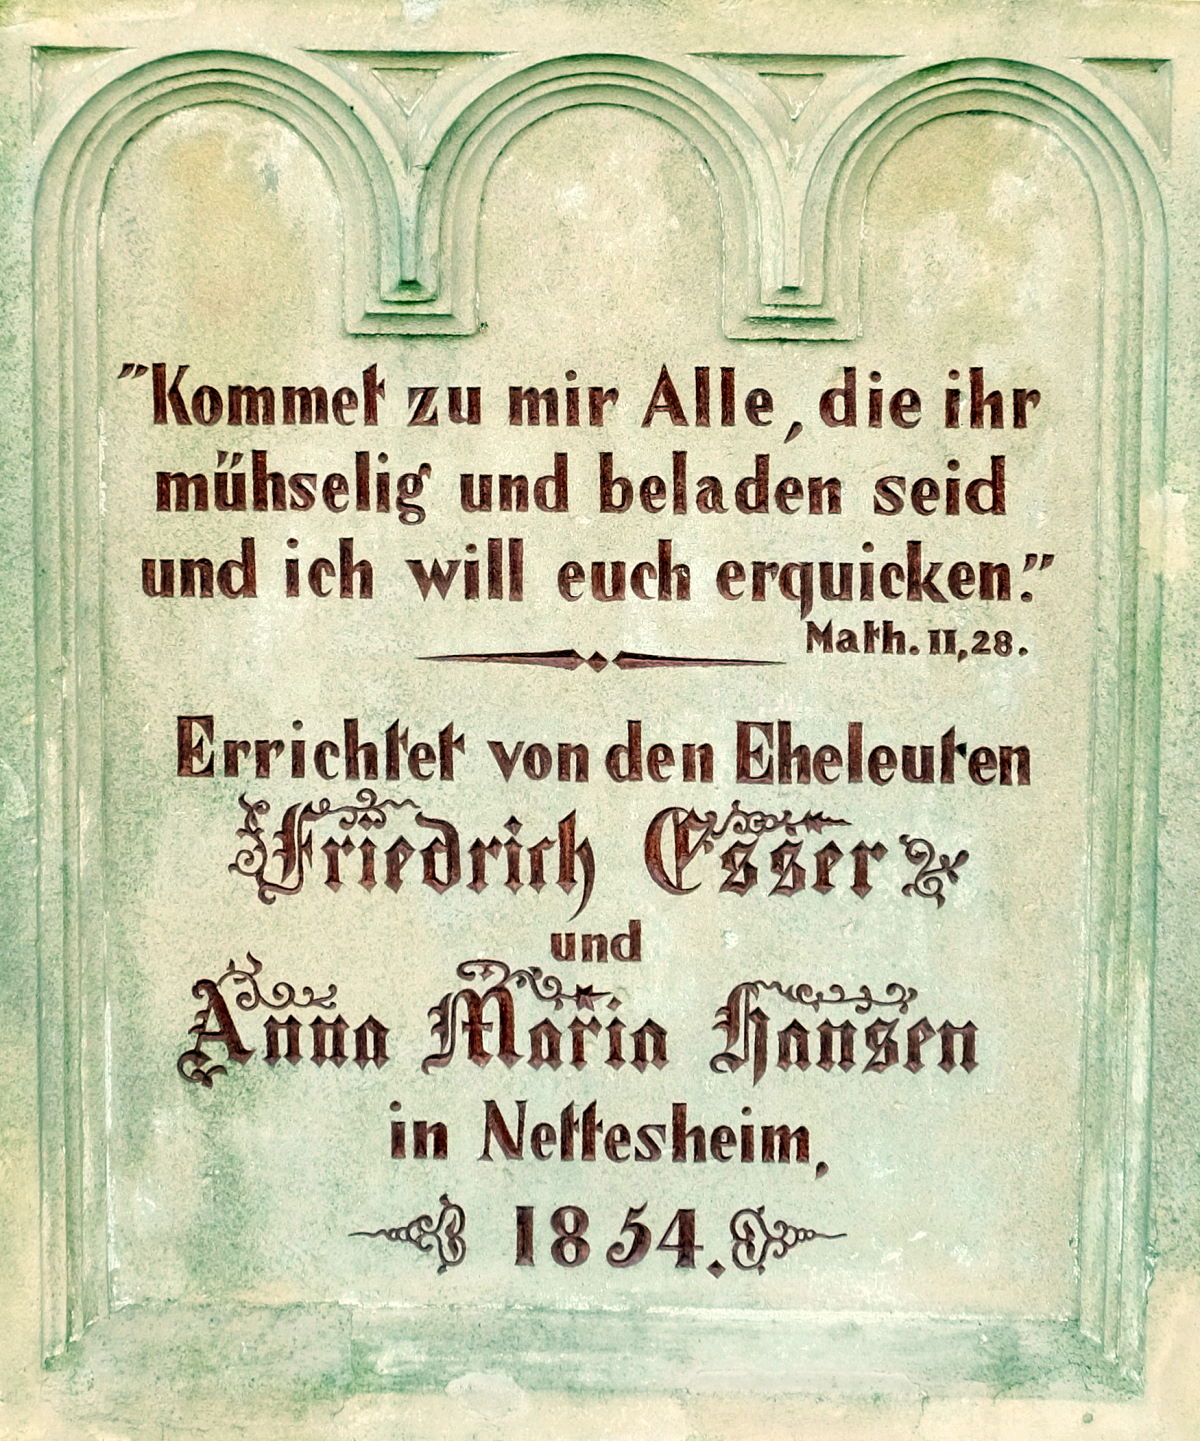 "Kommet zu mir Alle, die ihr
mühselig und beladen seid
und ich will euch erquicken."
Math. 11,28.
Errichtet von den Eheleuten
Friedrich Esser
und
Anna Maria Hansen
in Nettesheim,
1854.